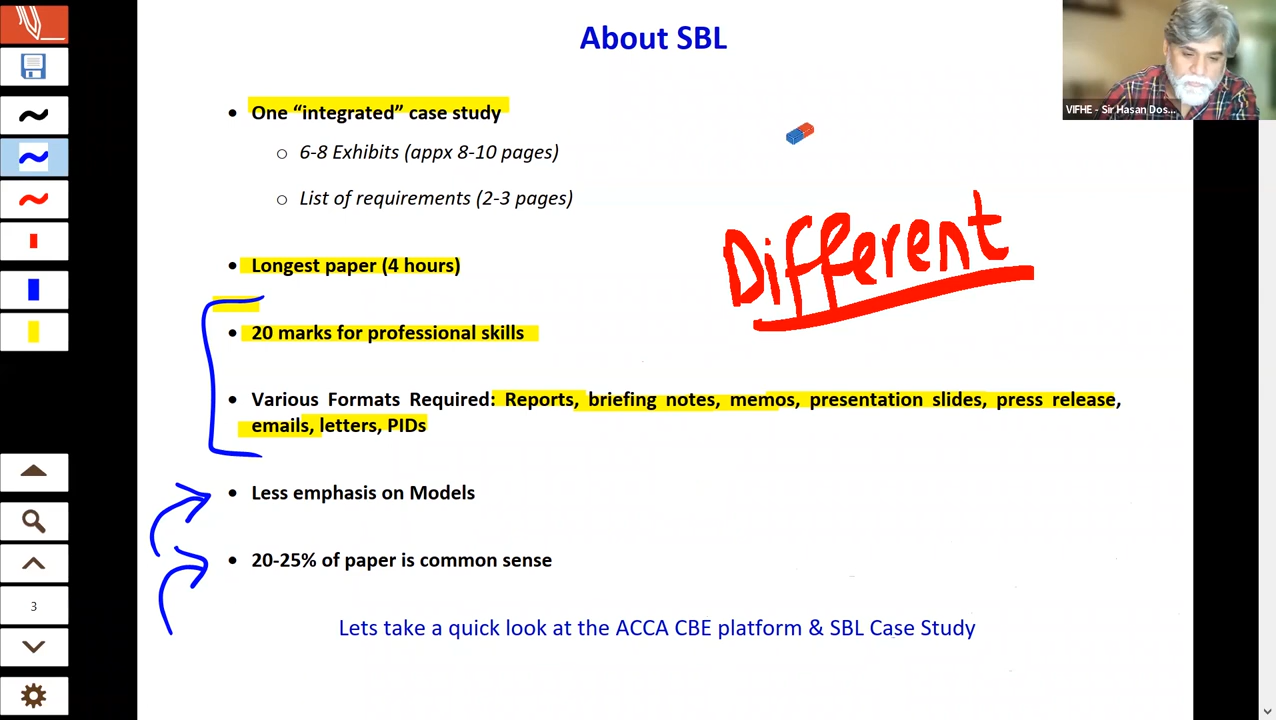 About SBL
VIFHE - Sir Hasan Dos...
• One “integrated” case study
○ 6-8 Exhibits (appx 8-10 pages)
○ List of requirements (2-3 pages)
Different
• Longest paper (4 hours)
• 20 marks for professional skills
• Various Formats Required: Reports, briefing notes, memos, presentation slides, press release,
emails, letters, PIDs
• Less emphasis on Models
• 20-25% of paper is common sense
3
Lets take a quick look at the ACCA CBE platform & SBL Case Study